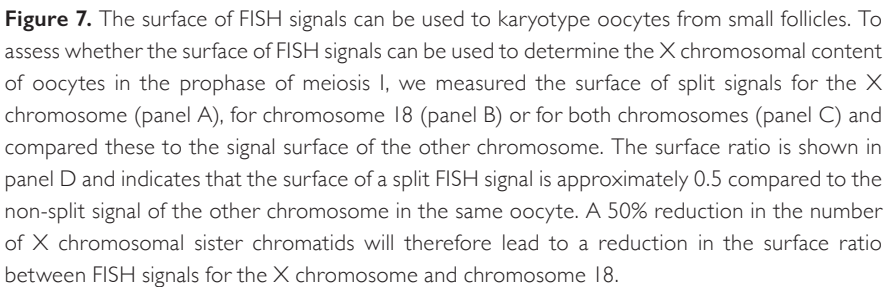 Figure 7. The surface of FISH signals can be used to karyotype oocytes from small follicles. To
assess whether the surface of FISH signals can be used to determine the X chromosomal content
of oocytes in the prophase of meiosis I, we measured the surface of split signals for the X
chromosome (panel A), for chromosome 18 (panel B) or for both chromosomes (panel C) and
compared these to the signal surface of the other chromosome. The surface ratio is shown in
panel D and indicates that the surface of a split FISH signal is approximately 0.5 compared to the
non-split signal of the other chromosome in the same oocyte. A 50% reduction in the number
of X chromosomal sister chromatids will therefore lead to a reduction in the surface ratio
between FISH signals for the X chromosome and chromosome 18.